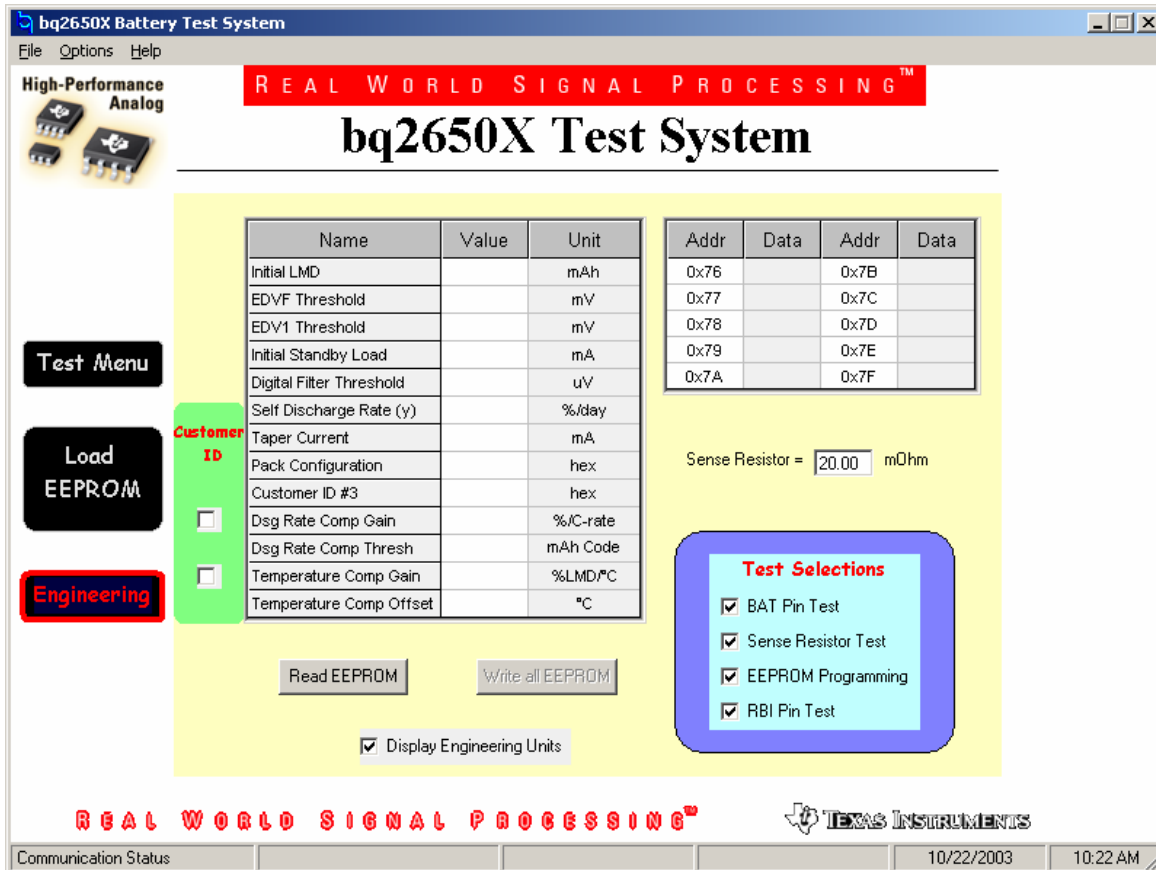 bq2650X Battery Test System
File Options Help
High-Performance
Analog
REAL WORLD SIGNAL PROCESSING™
bq2650X Test System
Name Value Unit
Initial LMD mAh
EDVF Threshold mV
EDV1 Threshold mV
Initial Standby Load mA
Digital Filter Threshold uV
Self Discharge Rate (y) %/day
Taper Current mA
Pack Configuration hex
Customer ID #3 hex
Dsg Rate Comp Gain %/C-rate
Dsg Rate Comp Thresh mAh Code
Temperature Comp Gain %LMD/°C
Temperature Comp Offset °C
Addr Data Addr Data
0x76 0x7B
0x77 0x7C
0x78 0x7D
0x79 0x7E
0x7A 0x7F
Test Menu
Load
EEPROM
Engineering
Customer
ID
Sense Resistor = 20.00 mOhm
Test Selections
BAT Pin Test
Sense Resistor Test
EEPROM Programming
RBI Pin Test
Read EEPROM Write all EEPROM
Display Engineering Units
REAL WORLD SIGNAL PROCESSING™
TEXAS INSTRUMENTS
Communication Status 10/22/2003 10:22 AM